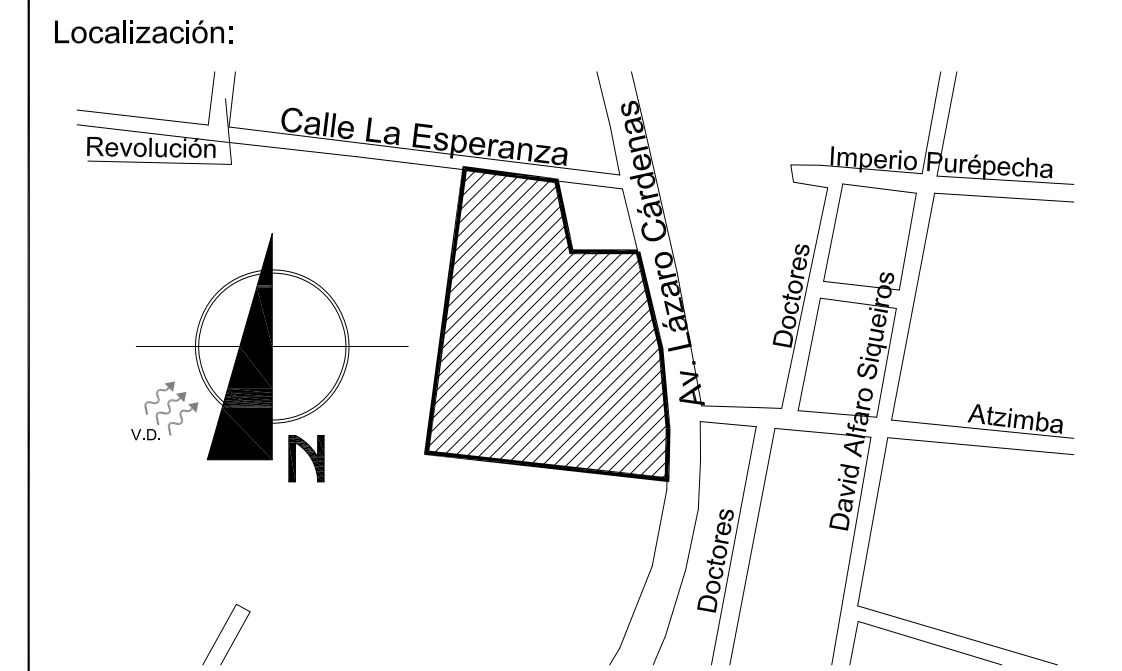 Localización:
Calle La Esperanza
Revolución
Av. Lázaro Cárdenas
Imperio Purépecha
Doctores
David Alfaro Siqueiros
Atzimba
V.D.
N
Doctores